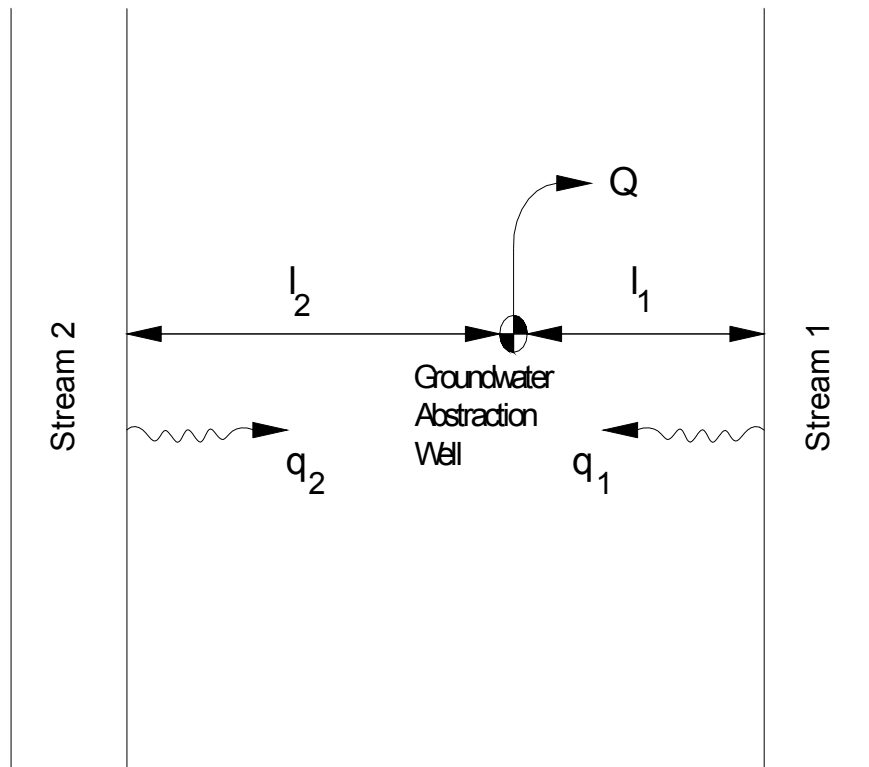 Q
l2
l1
Stream 2
Groundwater
Abstraction
Well
Stream 1
q2
q1